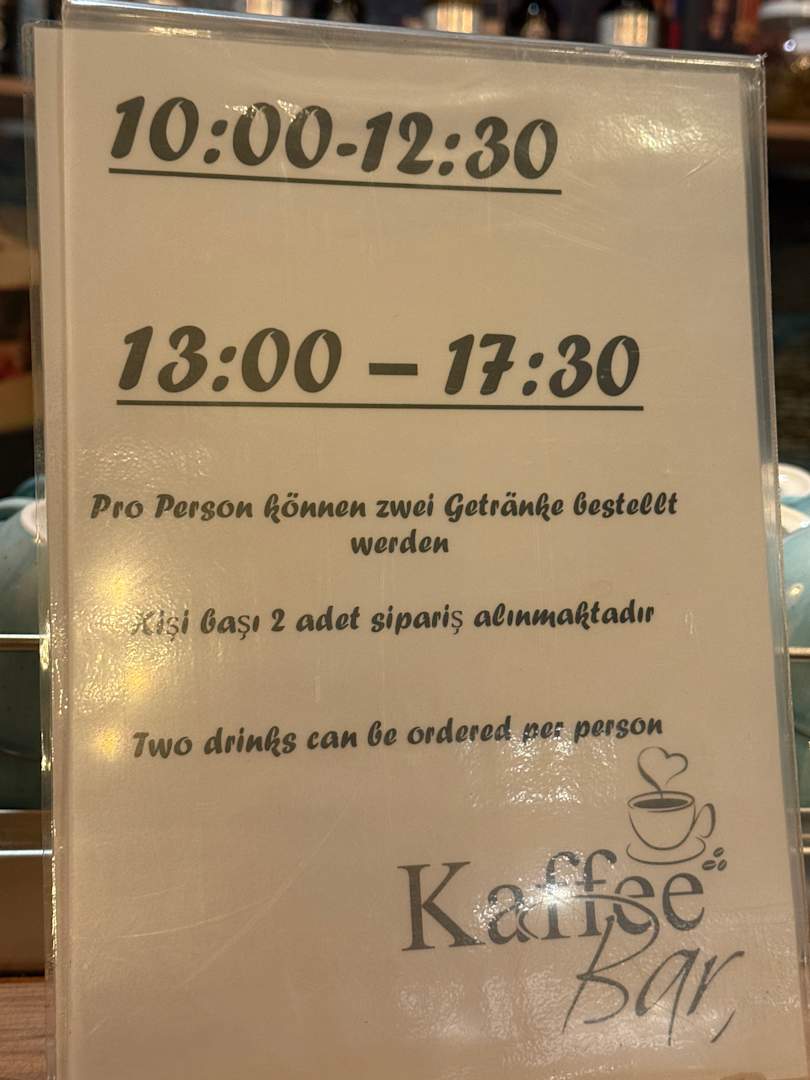 10:00-12:30
13:00 – 17:30
Pro Person können zwei Getränke bestellt
werden
Kişi başı 2 adet sipariş alınmaktadır
Two drinks can be ordered per person
Kaffee
Bar